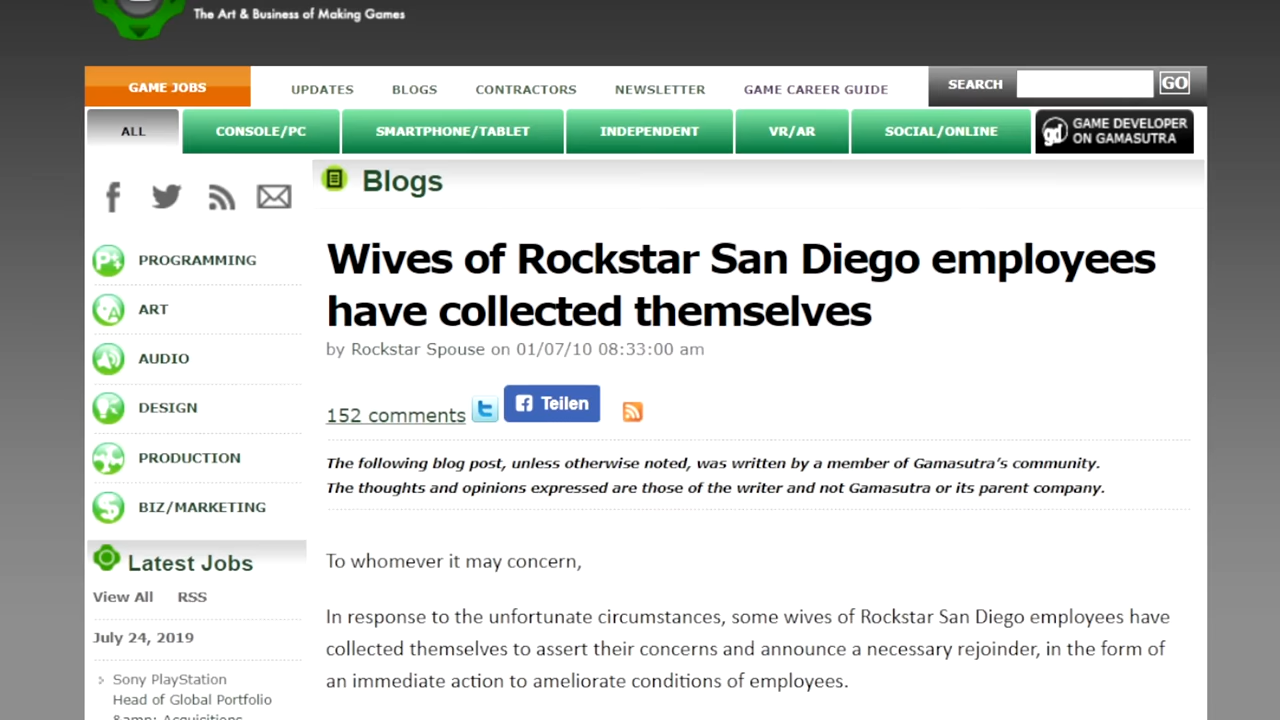 The Art & Business of Making Games
GAME JOBS
UPDATES
BLOGS
CONTRACTORS
NEWSLETTER
GAME CAREER GUIDE
SEARCH
GO
ALL
CONSOLE/PC
SMARTPHONE/TABLET
INDEPENDENT
VR/AR
SOCIAL/ONLINE
gd
GAME DEVELOPER
ON GAMASUTRA
PROGRAMMING
ART
AUDIO
DESIGN
PRODUCTION
BIZ/MARKETING
Latest Jobs
View All RSS
July 24, 2019
Sony PlayStation
Head of Global Portfolio
&amp; Acquisitions
Blogs
Wives of Rockstar San Diego employees
have collected themselves
by Rockstar Spouse on 01/07/10 08:33:00 am
152 comments
Teilen
The following blog post, unless otherwise noted, was written by a member of Gamasutra’s community.
The thoughts and opinions expressed are those of the writer and not Gamasutra or its parent company.
To whomever it may concern,
In response to the unfortunate circumstances, some wives of Rockstar San Diego employees have
collected themselves to assert their concerns and announce a necessary rejoinder, in the form of
an immediate action to ameliorate conditions of employees.